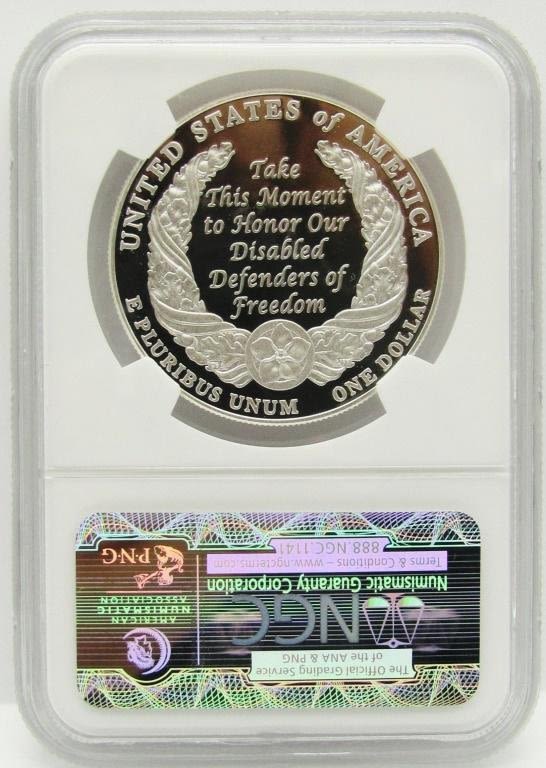 UNITED STATES of AMERICA
Take
This Moment
to Honor Our
Disabled
Defenders of
Freedom
E PLURIBUS UNUM
ONE DOLLAR
The Official Grading Service
of the ANA & PNG
NGC
Numismatic Guaranty Corporation
Terms & Conditions – www.ngcterms.com
888.NGC.1141
AMERICAN
NUMISMATIC
ASSOCIATION
P·N·G